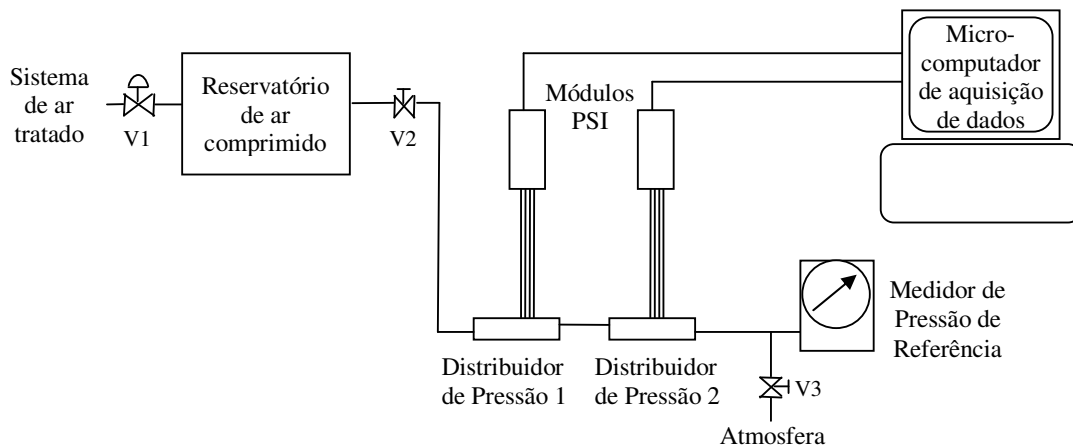 Sistema
de ar
tratado
V1
Reservatório
de ar
comprimido
V2
Módulos
PSI
Micro-
computador
de aquisição
de dados
Medidor de
Pressão de
Referência
Distribuidor
de Pressão 1
Distribuidor
de Pressão 2
V3
Atmosfera